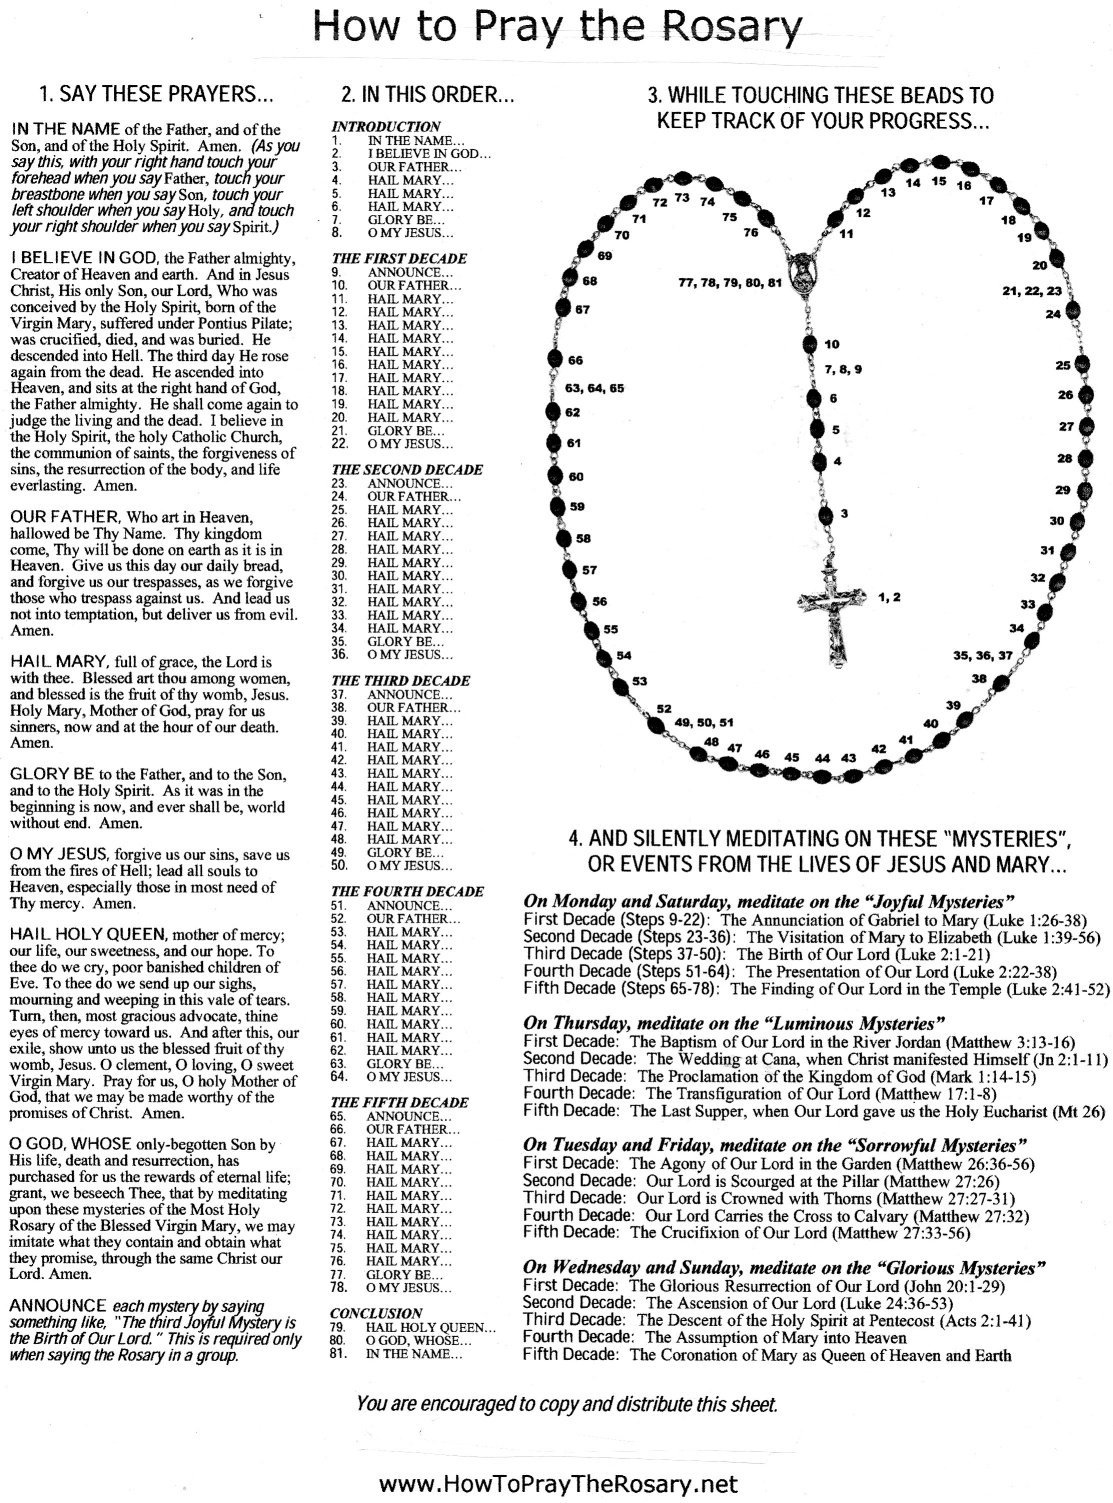 How to Pray the Rosary
1. SAY THESE PRAYERS...
IN THE NAME of the Father, and of the
Son, and of the Holy Spirit. Amen. (As you
say this, with your right hand touch your
forehead when you say Father, touch your
breastbone when you say Son, touch your
left shoulder when you say Holy, and touch
your right shoulder when you say Spirit.)
I BELIEVE IN GOD, the Father almighty,
Creator of Heaven and earth. And in Jesus
Christ, His only Son, our Lord, Who was
conceived by the Holy Spirit, born of the
Virgin Mary, suffered under Pontius Pilate;
was crucified, died, and was buried. He
descended into Hell. The third day He rose
again from the dead. He ascended into
Heaven, and sits at the right hand of God,
the Father almighty. He shall come again to
judge the living and the dead. I believe in
the Holy Spirit, the holy Catholic Church,
the communion of saints, the forgiveness of
sins, the resurrection of the body, and life
everlasting. Amen.
OUR FATHER, Who art in Heaven,
hallowed be Thy Name. Thy kingdom
come, Thy will be done on earth as it is in
Heaven. Give us this day our daily bread,
and forgive us our trespasses, as we forgive
those who trespass against us. And lead us
not into temptation, but deliver us from evil.
Amen.
HAIL MARY, full of grace, the Lord is
with thee. Blessed art thou among women,
and blessed is the fruit of thy womb, Jesus.
Holy Mary, Mother of God, pray for us
sinners, now and at the hour of our death.
Amen.
GLORY BE to the Father, and to the Son,
and to the Holy Spirit. As it was in the
beginning is now, and ever shall be, world
without end. Amen.
O MY JESUS, forgive us our sins, save us
from the fires of Hell; lead all souls to
Heaven, especially those in most need of
Thy mercy. Amen.
HAIL HOLY QUEEN, mother of mercy;
our life, our sweetness, and our hope. To
thee do we cry, poor banished children of
Eve. To thee do we send up our sighs,
mourning and weeping in this vale of tears.
Turn, then, most gracious advocate, thine
eyes of mercy toward us. And after this, our
exile, show unto us the blessed fruit of thy
womb, Jesus. O clement, O loving, O sweet
Virgin Mary. Pray for us, O holy Mother of
God, that we may be made worthy of the
promises of Christ. Amen.
O GOD, WHOSE only-begotten Son by
His life, death and resurrection, has
purchased for us the rewards of eternal life;
grant, we beseech Thee, that by meditating
upon these mysteries of the Most Holy
Rosary of the Blessed Virgin Mary, we may
imitate what they contain and obtain what
they promise, through the same Christ our
Lord. Amen.
ANNOUNCE each mystery by saying
something like, "The third Joyful Mystery is
the Birth of Our Lord." This is required only
when saying the Rosary in a group.
2. IN THIS ORDER...
INTRODUCTION
1. IN THE NAME...
2. I BELIEVE IN GOD...
3. OUR FATHER...
4. HAIL MARY...
5. HAIL MARY...
6. HAIL MARY...
7. GLORY BE...
8. O MY JESUS...
THE FIRST DECADE
9. ANNOUNCE...
10. OUR FATHER...
11. HAIL MARY...
12. HAIL MARY...
13. HAIL MARY...
14. HAIL MARY...
15. HAIL MARY...
16. HAIL MARY...
17. HAIL MARY...
18. HAIL MARY...
19. HAIL MARY...
20. HAIL MARY...
21. GLORY BE...
22. O MY JESUS...
THE SECOND DECADE
23. ANNOUNCE...
24. OUR FATHER...
25. HAIL MARY...
26. HAIL MARY...
27. HAIL MARY...
28. HAIL MARY...
29. HAIL MARY...
30. HAIL MARY...
31. HAIL MARY...
32. HAIL MARY...
33. HAIL MARY...
34. HAIL MARY...
35. GLORY BE...
36. O MY JESUS...
THE THIRD DECADE
37. ANNOUNCE...
38. OUR FATHER...
39. HAIL MARY...
40. HAIL MARY...
41. HAIL MARY...
42. HAIL MARY...
43. HAIL MARY...
44. HAIL MARY...
45. HAIL MARY...
46. HAIL MARY...
47. HAIL MARY...
48. HAIL MARY...
49. GLORY BE...
50. O MY JESUS...
THE FOURTH DECADE
51. ANNOUNCE...
52. OUR FATHER...
53. HAIL MARY...
54. HAIL MARY...
55. HAIL MARY...
56. HAIL MARY...
57. HAIL MARY...
58. HAIL MARY...
59. HAIL MARY...
60. HAIL MARY...
61. HAIL MARY...
62. HAIL MARY...
63. GLORY BE...
64. O MY JESUS...
THE FIFTH DECADE
65. ANNOUNCE...
66. OUR FATHER...
67. HAIL MARY...
68. HAIL MARY...
69. HAIL MARY...
70. HAIL MARY...
71. HAIL MARY...
72. HAIL MARY...
73. HAIL MARY...
74. HAIL MARY...
75. HAIL MARY...
76. HAIL MARY...
77. GLORY BE...
78. O MY JESUS...
CONCLUSION
79. HAIL HOLY QUEEN...
80. O GOD, WHOSE...
81. IN THE NAME...
3. WHILE TOUCHING THESE BEADS TO
KEEP TRACK OF YOUR PROGRESS...
1, 2
3
4
5
6
7, 8, 9
10
11
12
13
14
15
16
17
18
19
20
21, 22, 23
24
25
26
27
28
29
30
31
32
33
34
35, 36, 37
38
39
40
41
42
43
44
45
46
47
48
49, 50, 51
52
53
54
55
56
57
58
59
60
61
62
63, 64, 65
66
67
68
69
70
71
72
73
74
75
76
77, 78, 79, 80, 81
4. AND SILENTLY MEDITATING ON THESE "MYSTERIES",
OR EVENTS FROM THE LIVES OF JESUS AND MARY...
On Monday and Saturday, meditate on the "Joyful Mysteries"
First Decade (Steps 9-22): The Annunciation of Gabriel to Mary (Luke 1:26-38)
Second Decade (Steps 23-36): The Visitation of Mary to Elizabeth (Luke 1:39-56)
Third Decade (Steps 37-50): The Birth of Our Lord (Luke 2:1-21)
Fourth Decade (Steps 51-64): The Presentation of Our Lord (Luke 2:22-38)
Fifth Decade (Steps 65-78): The Finding of Our Lord in the Temple (Luke 2:41-52)
On Thursday, meditate on the "Luminous Mysteries"
First Decade: The Baptism of Our Lord in the River Jordan (Matthew 3:13-16)
Second Decade: The Wedding at Cana, when Christ manifested Himself (Jn 2:1-11)
Third Decade: The Proclamation of the Kingdom of God (Mark 1:14-15)
Fourth Decade: The Transfiguration of Our Lord (Matthew 17:1-8)
Fifth Decade: The Last Supper, when Our Lord gave us the Holy Eucharist (Mt 26)
On Tuesday and Friday, meditate on the "Sorrowful Mysteries"
First Decade: The Agony of Our Lord in the Garden (Matthew 26:36-56)
Second Decade: Our Lord is Scourged at the Pillar (Matthew 27:26)
Third Decade: Our Lord is Crowned with Thorns (Matthew 27:27-31)
Fourth Decade: Our Lord Carries the Cross to Calvary (Matthew 27:32)
Fifth Decade: The Crucifixion of Our Lord (Matthew 27:33-56)
On Wednesday and Sunday, meditate on the "Glorious Mysteries"
First Decade: The Glorious Resurrection of Our Lord (John 20:1-29)
Second Decade: The Ascension of Our Lord (Luke 24:36-53)
Third Decade: The Descent of the Holy Spirit at Pentecost (Acts 2:1-41)
Fourth Decade: The Assumption of Mary into Heaven
Fifth Decade: The Coronation of Mary as Queen of Heaven and Earth
You are encouraged to copy and distribute this sheet.
www.HowToPrayTheRosary.net